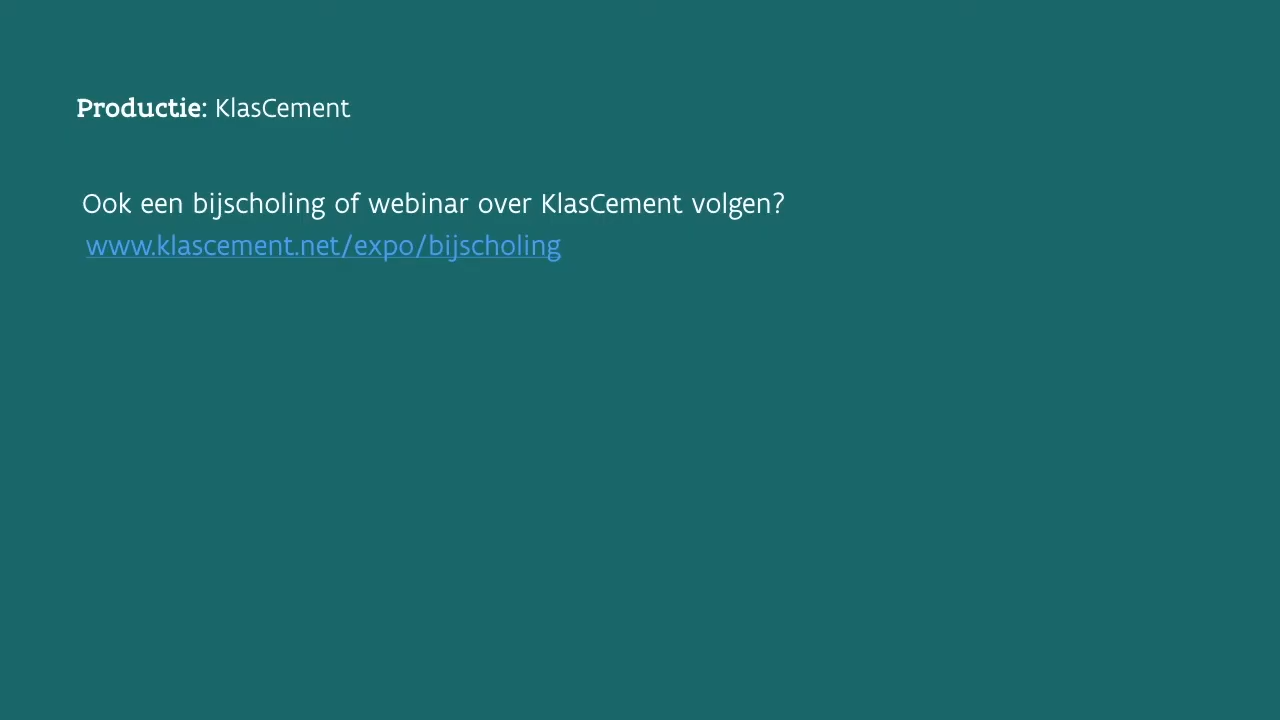 Productie: KlasCement
Ook een bijscholing of webinar over KlasCement volgen?
www.klascement.net/expo/bijscholing